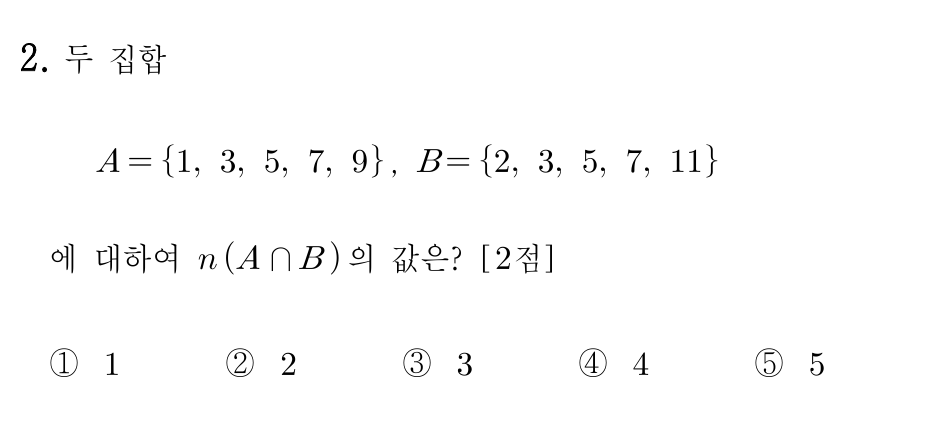 2. 두 집합
A={1, 3, 5, 7, 9}, B={2, 3, 5, 7, 11}
에 대하여 n(A∩B)의 값은? [2점]
① 1 ② 2 ③ 3 ④ 4 ⑤ 5